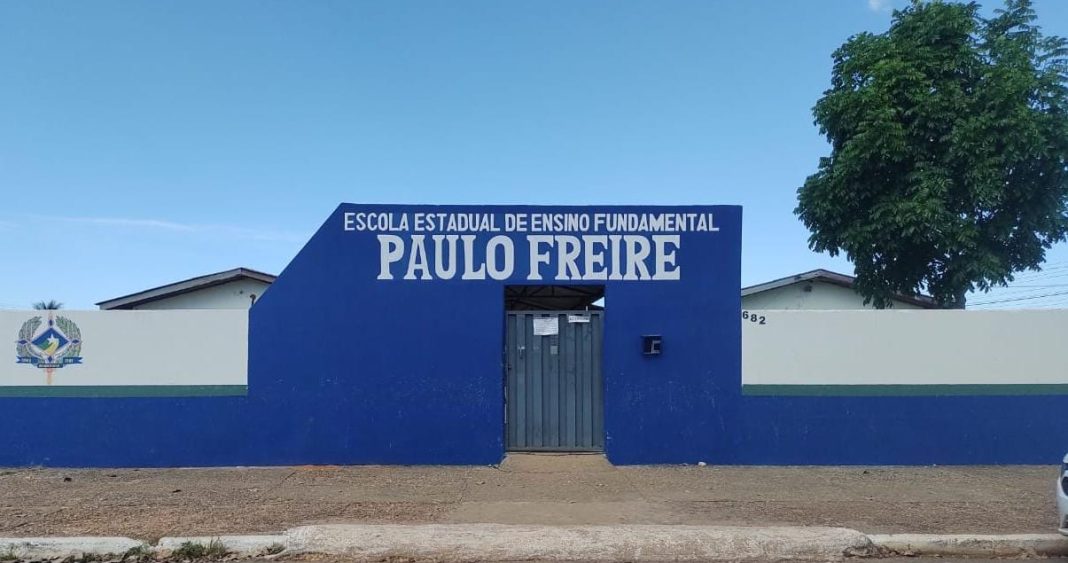 ESCOLA ESTADUAL DE ENSINO FUNDAMENTAL
PAULO FREIRE
682